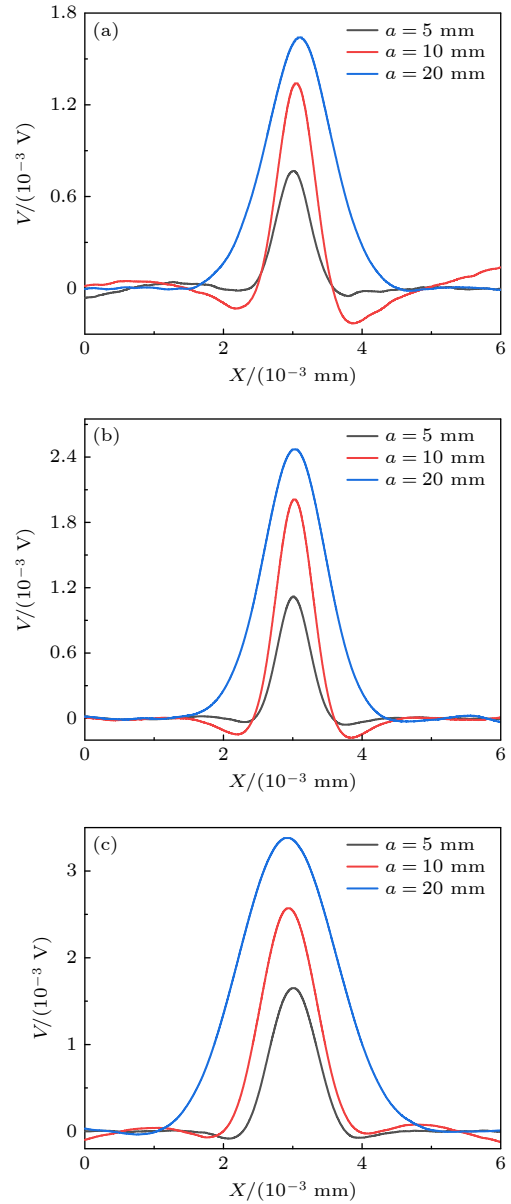 (a)
a = 5 mm
a = 10 mm
a = 20 mm
1.8
1.2
0.6
0
V/(10⁻³ V)
0 2 4 6
X/(10⁻³ mm)
(b)
a = 5 mm
a = 10 mm
a = 20 mm
2.4
1.8
1.2
0.6
0
V/(10⁻³ V)
0 2 4 6
X/(10⁻³ mm)
(c)
a = 5 mm
a = 10 mm
a = 20 mm
3
2
1
0
V/(10⁻³ V)
0 2 4 6
X/(10⁻³ mm)